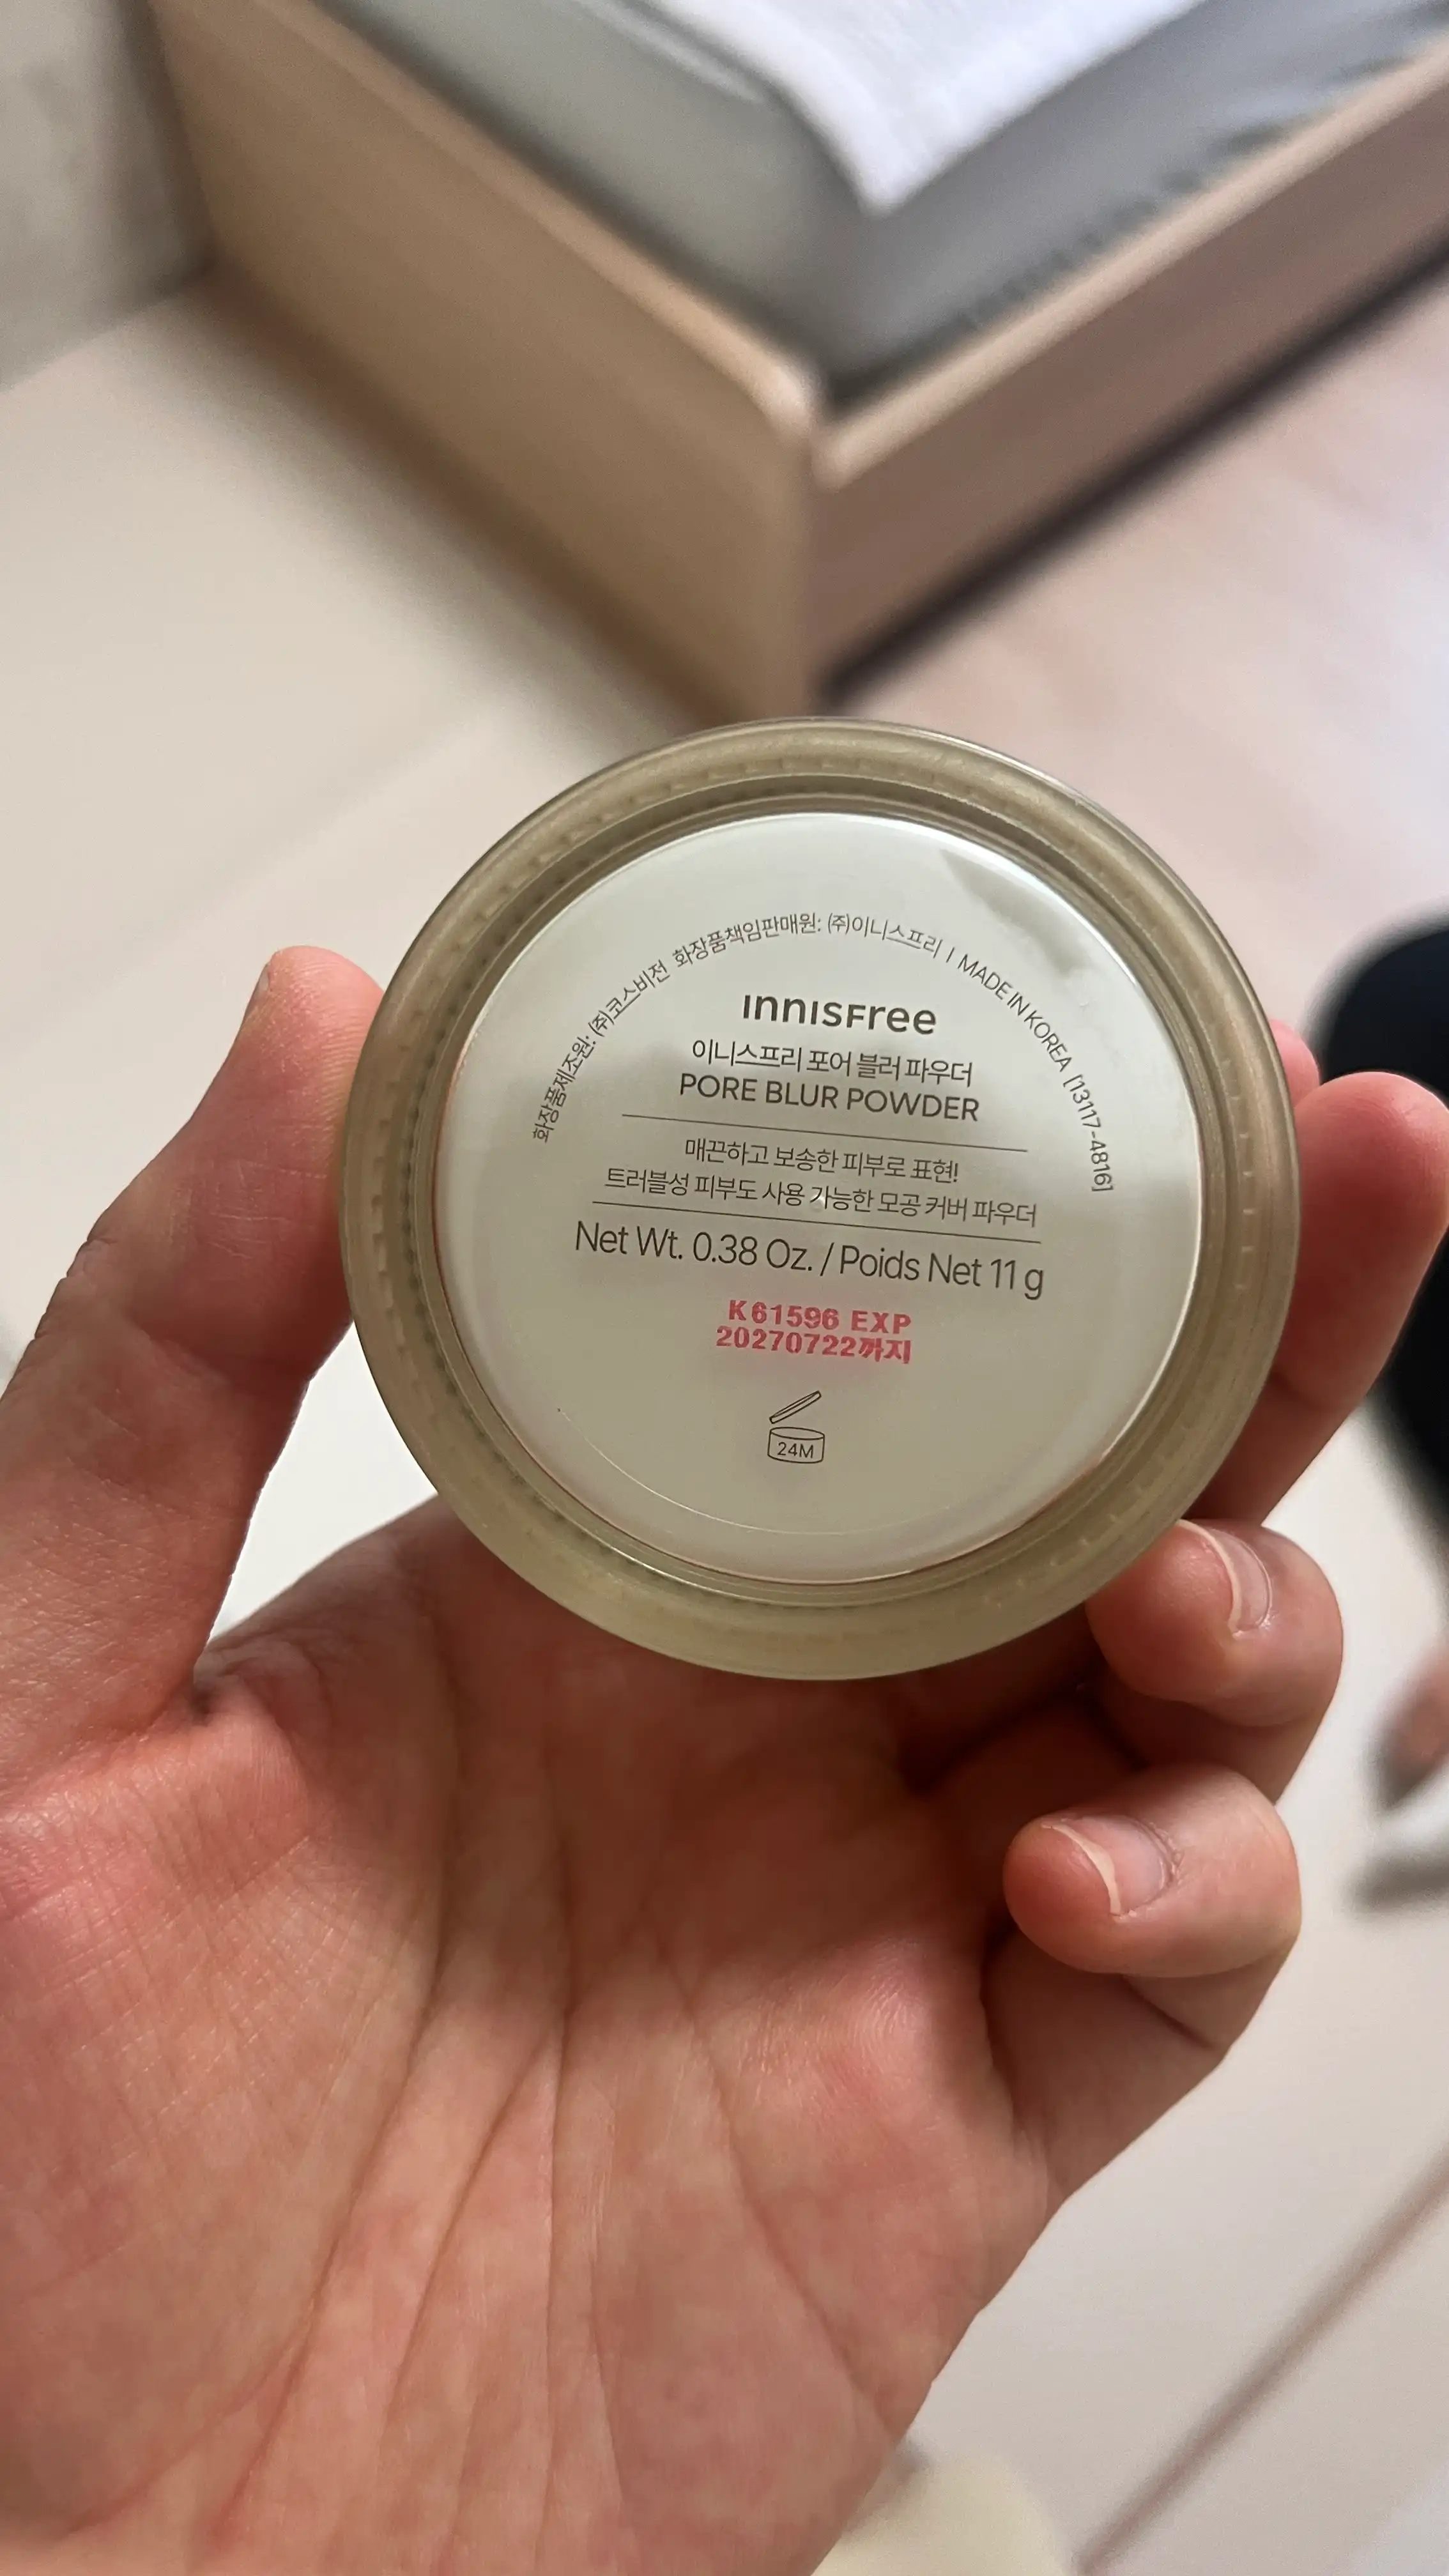 화장품제조원: (주)코스비전 화장품책임판매원: (주)이니스프리 | MADE IN KOREA [13117-4816]
innisfree
이니스프리 포어 블러 파우더
PORE BLUR POWDER
매끈하고 보송한 피부로 표현!
트러블성 피부도 사용 가능한 모공 커버 파우더
Net Wt. 0.38 Oz. / Poids Net 11 g
K61596 EXP
20270722까지
24M